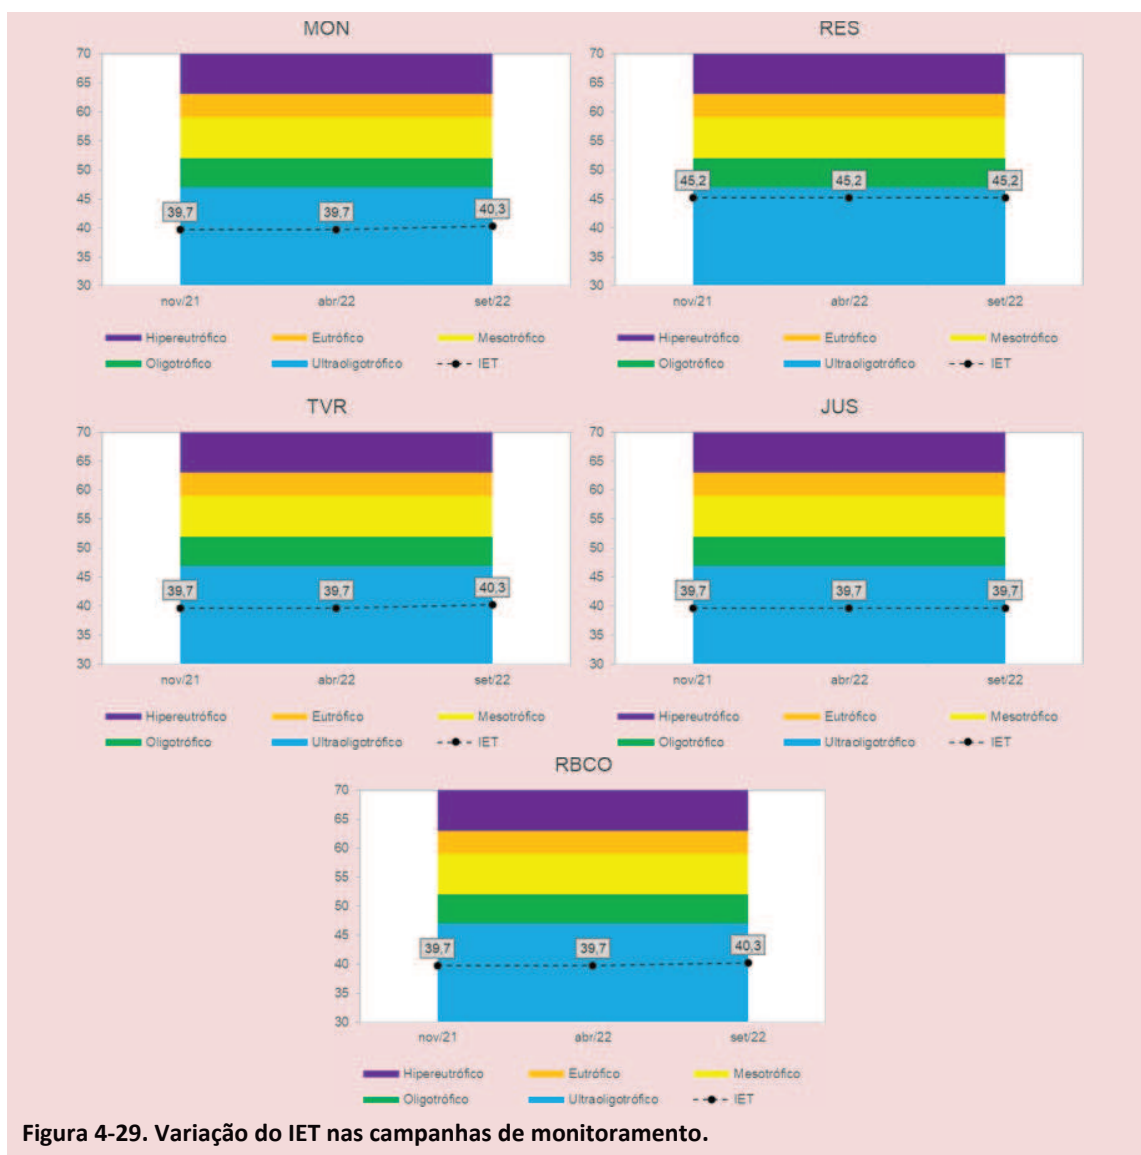 MON
70
65
60
55
50
45
40
35
30
39,7
39,7
40,3
nov/21
abr/22
set/22
Hipereutrófico
Eutrófico
Mesotrófico
Oligotrófico
Ultraoligotrófico
IET
RES
70
65
60
55
50
45
40
35
30
45,2
45,2
45,2
nov/21
abr/22
set/22
Hipereutrófico
Eutrófico
Mesotrófico
Oligotrófico
Ultraoligotrófico
IET
TVR
70
65
60
55
50
45
40
35
30
39,7
39,7
40,3
nov/21
abr/22
set/22
Hipereutrófico
Eutrófico
Mesotrófico
Oligotrófico
Ultraoligotrófico
IET
JUS
70
65
60
55
50
45
40
35
30
39,7
39,7
39,7
nov/21
abr/22
set/22
Hipereutrófico
Eutrófico
Mesotrófico
Oligotrófico
Ultraoligotrófico
IET
RBCO
70
65
60
55
50
45
40
35
30
39,7
39,7
40,3
nov/21
abr/22
set/22
Hipereutrófico
Eutrófico
Mesotrófico
Oligotrófico
Ultraoligotrófico
IET
Figura 4-29. Variação do IET nas campanhas de monitoramento.